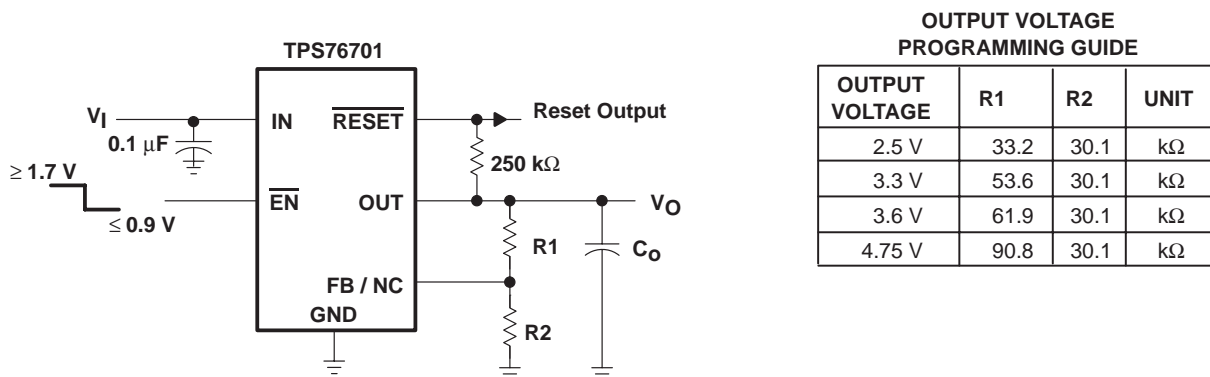 TPS76701
VI
0.1 μF
≥ 1.7 V
≤ 0.9 V
IN
RESET
EN
OUT
FB / NC
GND
Reset Output
250 kΩ
VO
R1
Co
R2
OUTPUT VOLTAGE
PROGRAMMING GUIDE
OUTPUT
VOLTAGE R1 R2 UNIT
2.5 V 33.2 30.1 kΩ
3.3 V 53.6 30.1 kΩ
3.6 V 61.9 30.1 kΩ
4.75 V 90.8 30.1 kΩ